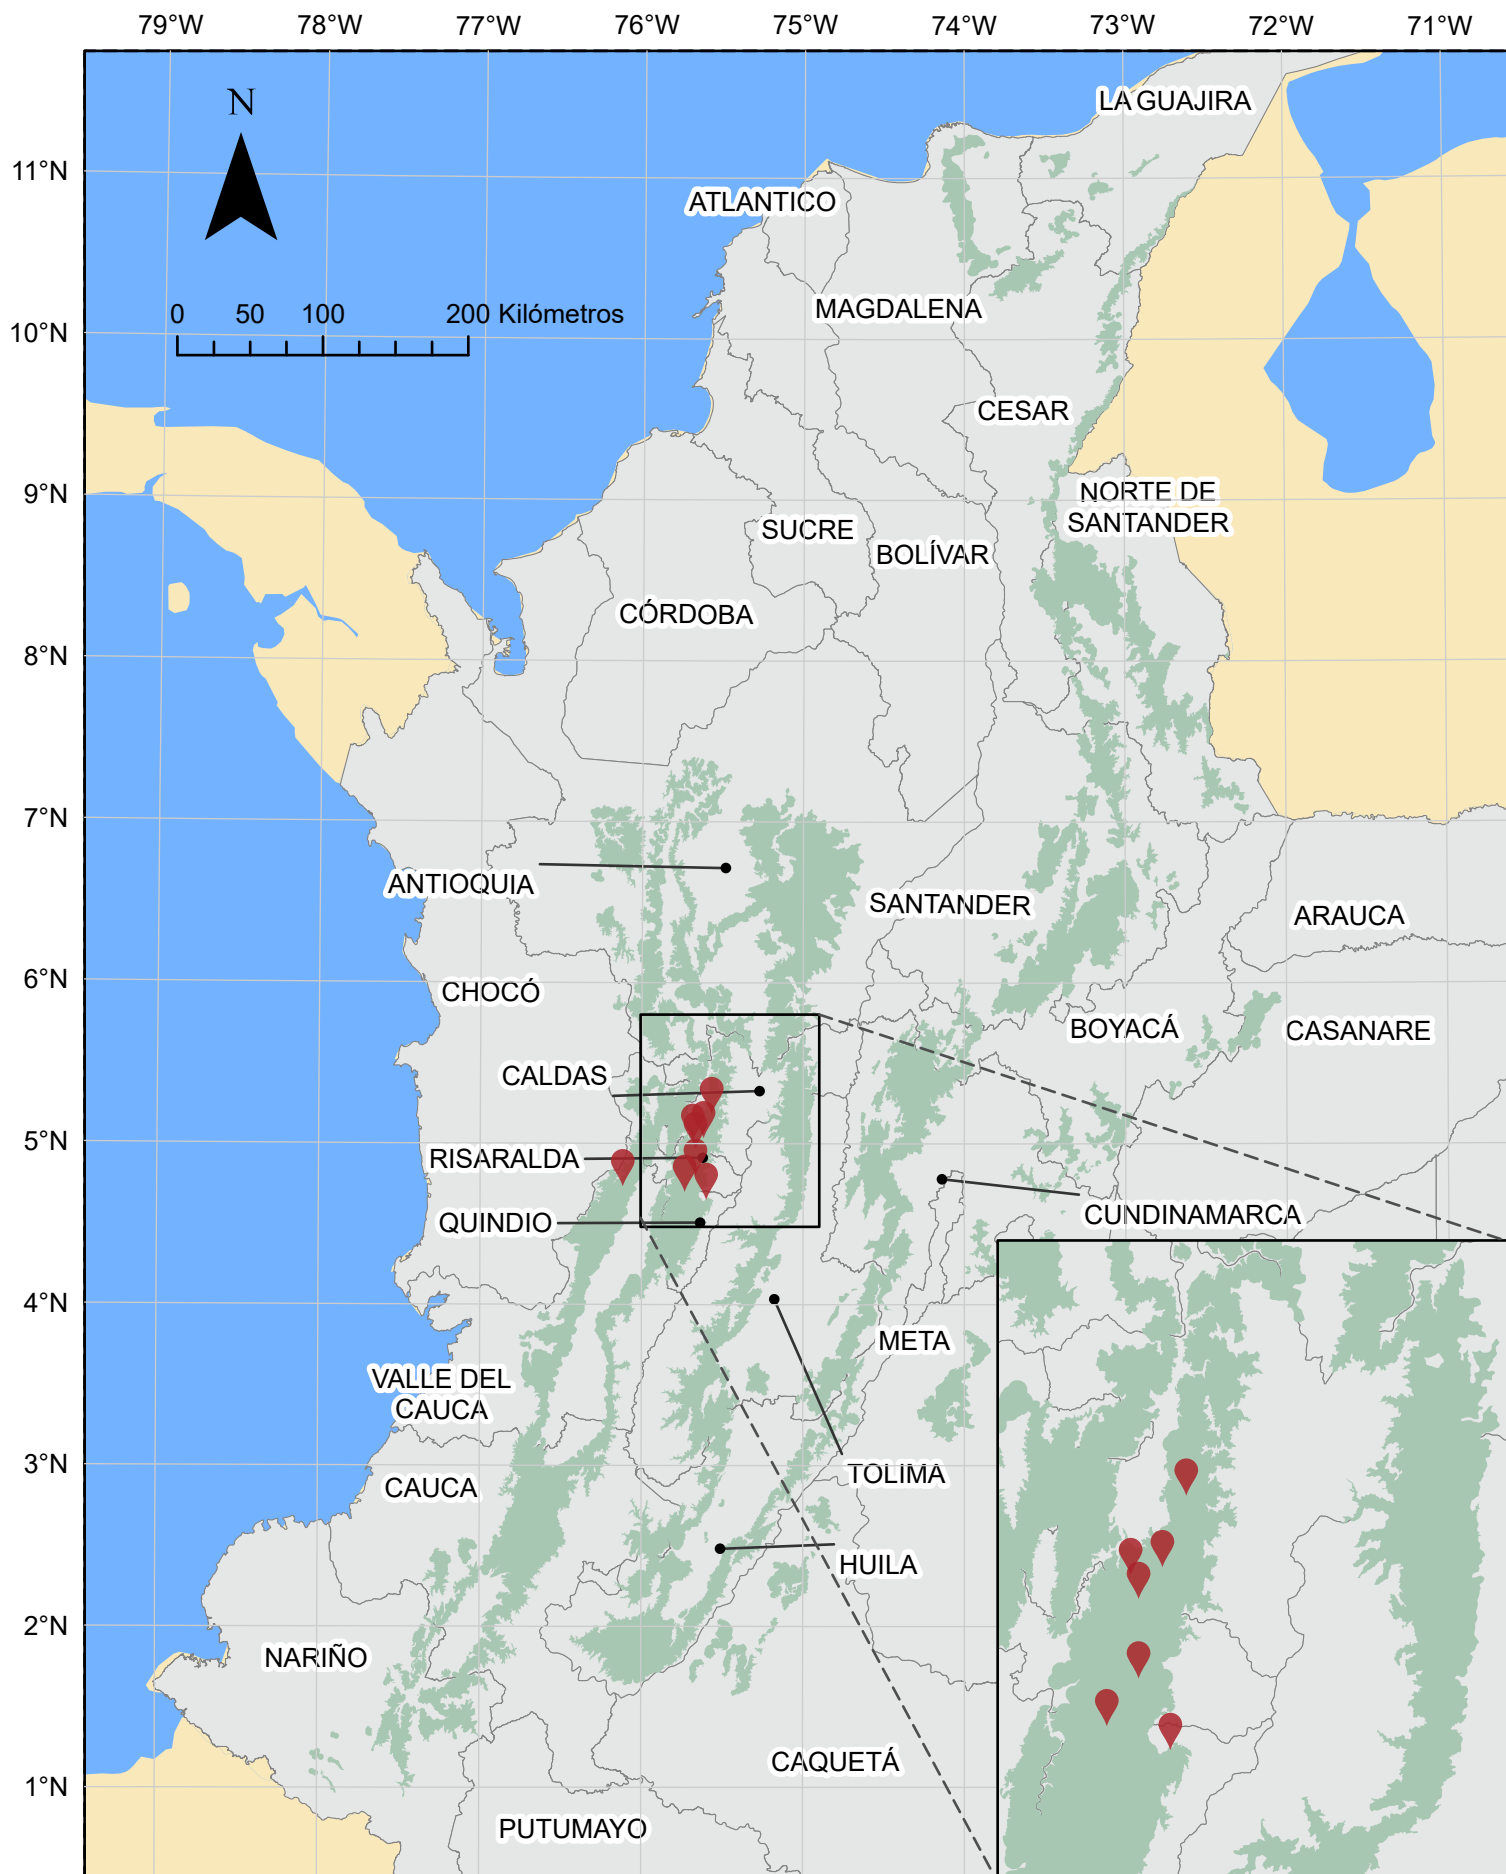 79°W 78°W 77°W 76°W 75°W 74°W 73°W 72°W 71°W
LA GUAJIRA
N
11°N
ATLANTICO
MAGDALENA
0 50 100 200 Kilómetros
10°N
CESAR
9°N
NORTE DE
SANTANDER
SUCRE
BOLÍVAR
CÓRDOBA
8°N
7°N
ANTIOQUIA
SANTANDER
ARAUCA
6°N
CHOCÓ
BOYACÁ
CASANARE
CALDAS
5°N
RISARALDA
QUINDIO
CUNDINAMARCA
4°N
META
VALLE DEL
CAUCA
3°N
TOLIMA
CAUCA
HUILA
2°N
NARIÑO
CAQUETÁ
1°N
PUTUMAYO